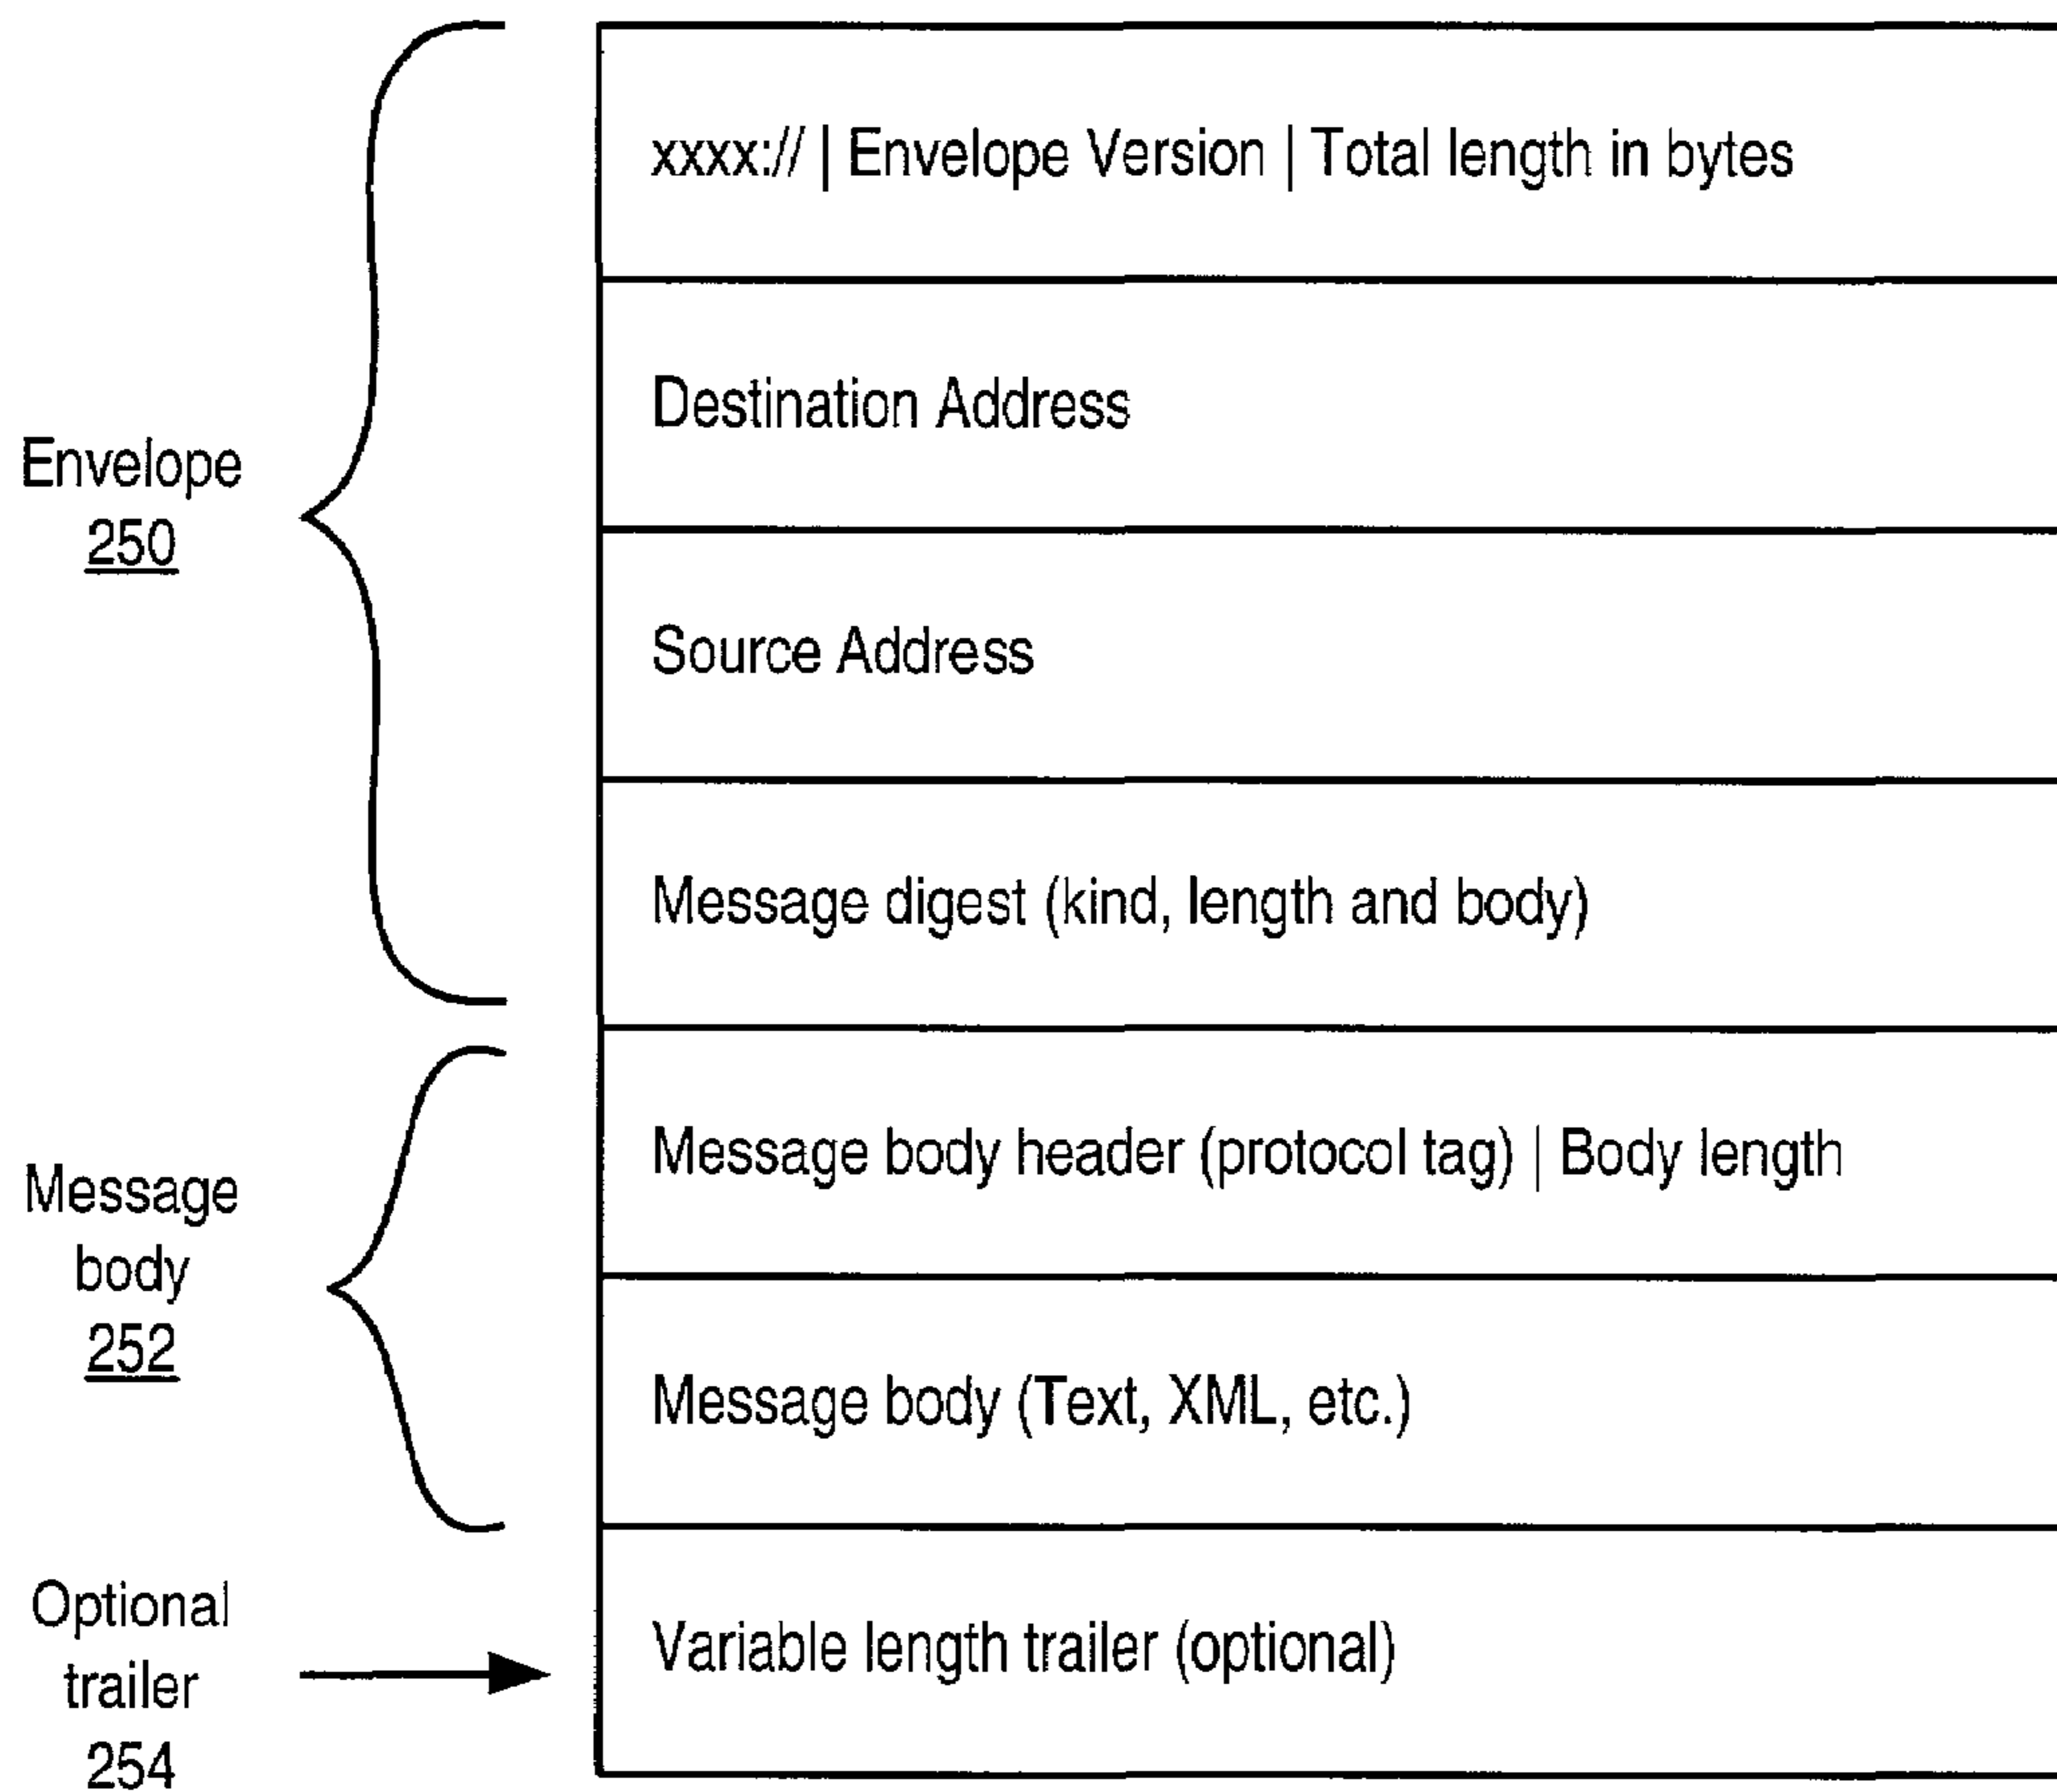 xxxx:// | Envelope Version | Total length in bytes
Destination Address
Envelope
250
Source Address
Message digest (kind, length and body)
Message body header (protocol tag) | Body length
Message
body
252
Message body (Text, XML, etc.)
Optional
trailer
254
Variable length trailer (optional)